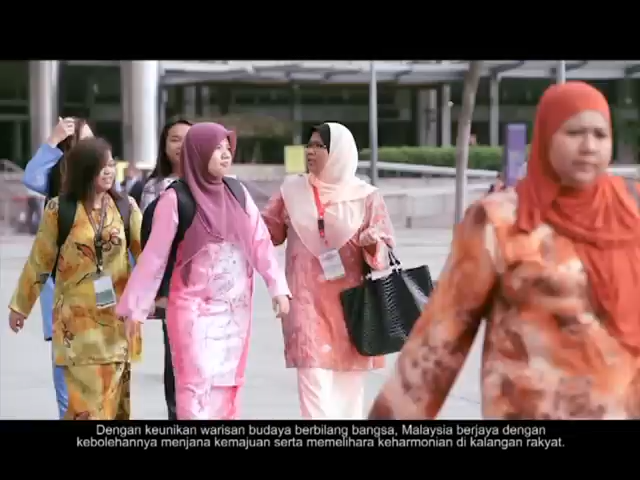 Dengan keunikan warisan budaya berbilang bangsa, Malaysia berjaya dengan
kebolehannya menjana kemajuan serta memelihara keharmonian di kalangan rakyat.